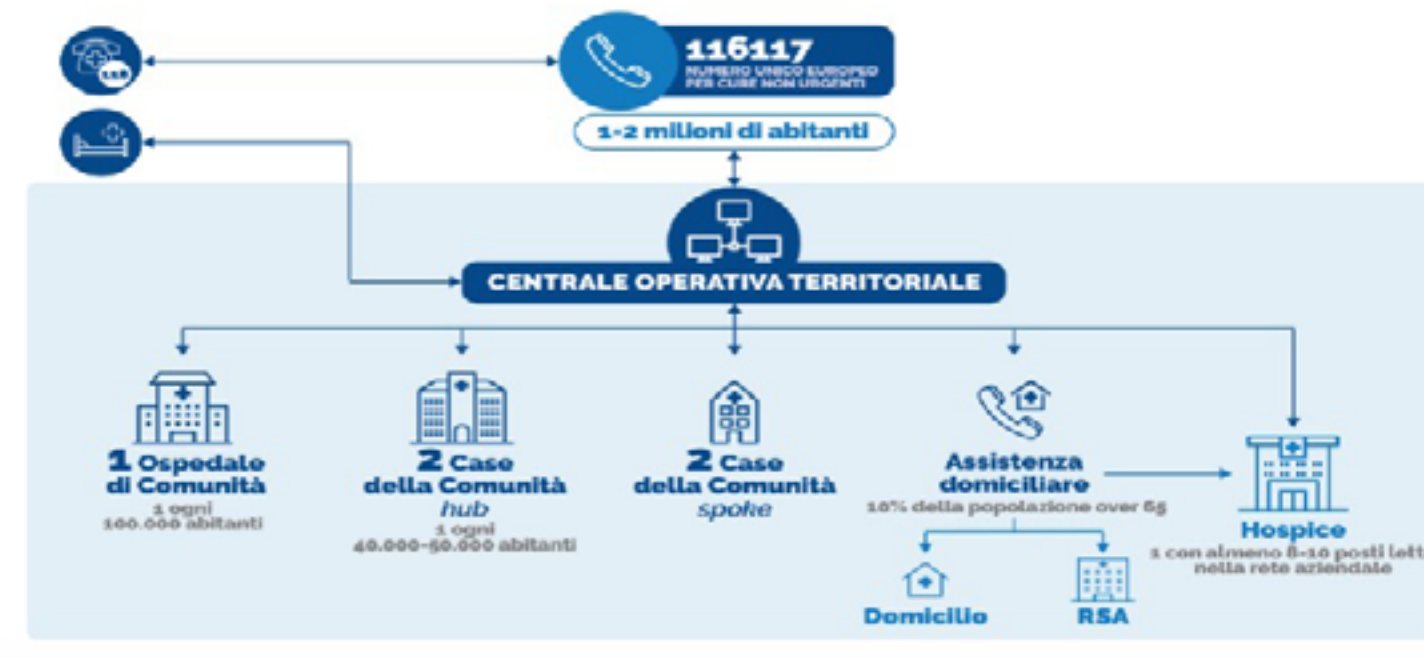 118
116117
NUMERO UNICO EUROPEO
PER CURE NON URGENTI
1-2 milioni di abitanti
CENTRALE OPERATIVA TERRITORIALE
1 Ospedale
di Comunità
1 ogni
100.000 abitanti
2 Case
della Comunità
hub
1 ogni
40.000-50.000 abitanti
2 Case
della Comunità
spoke
Assistenza
domiciliare
10% della popolazione over 65
Domicilio
RSA
Hospice
1 con almeno 8-10 posti lett
nella rete aziendale